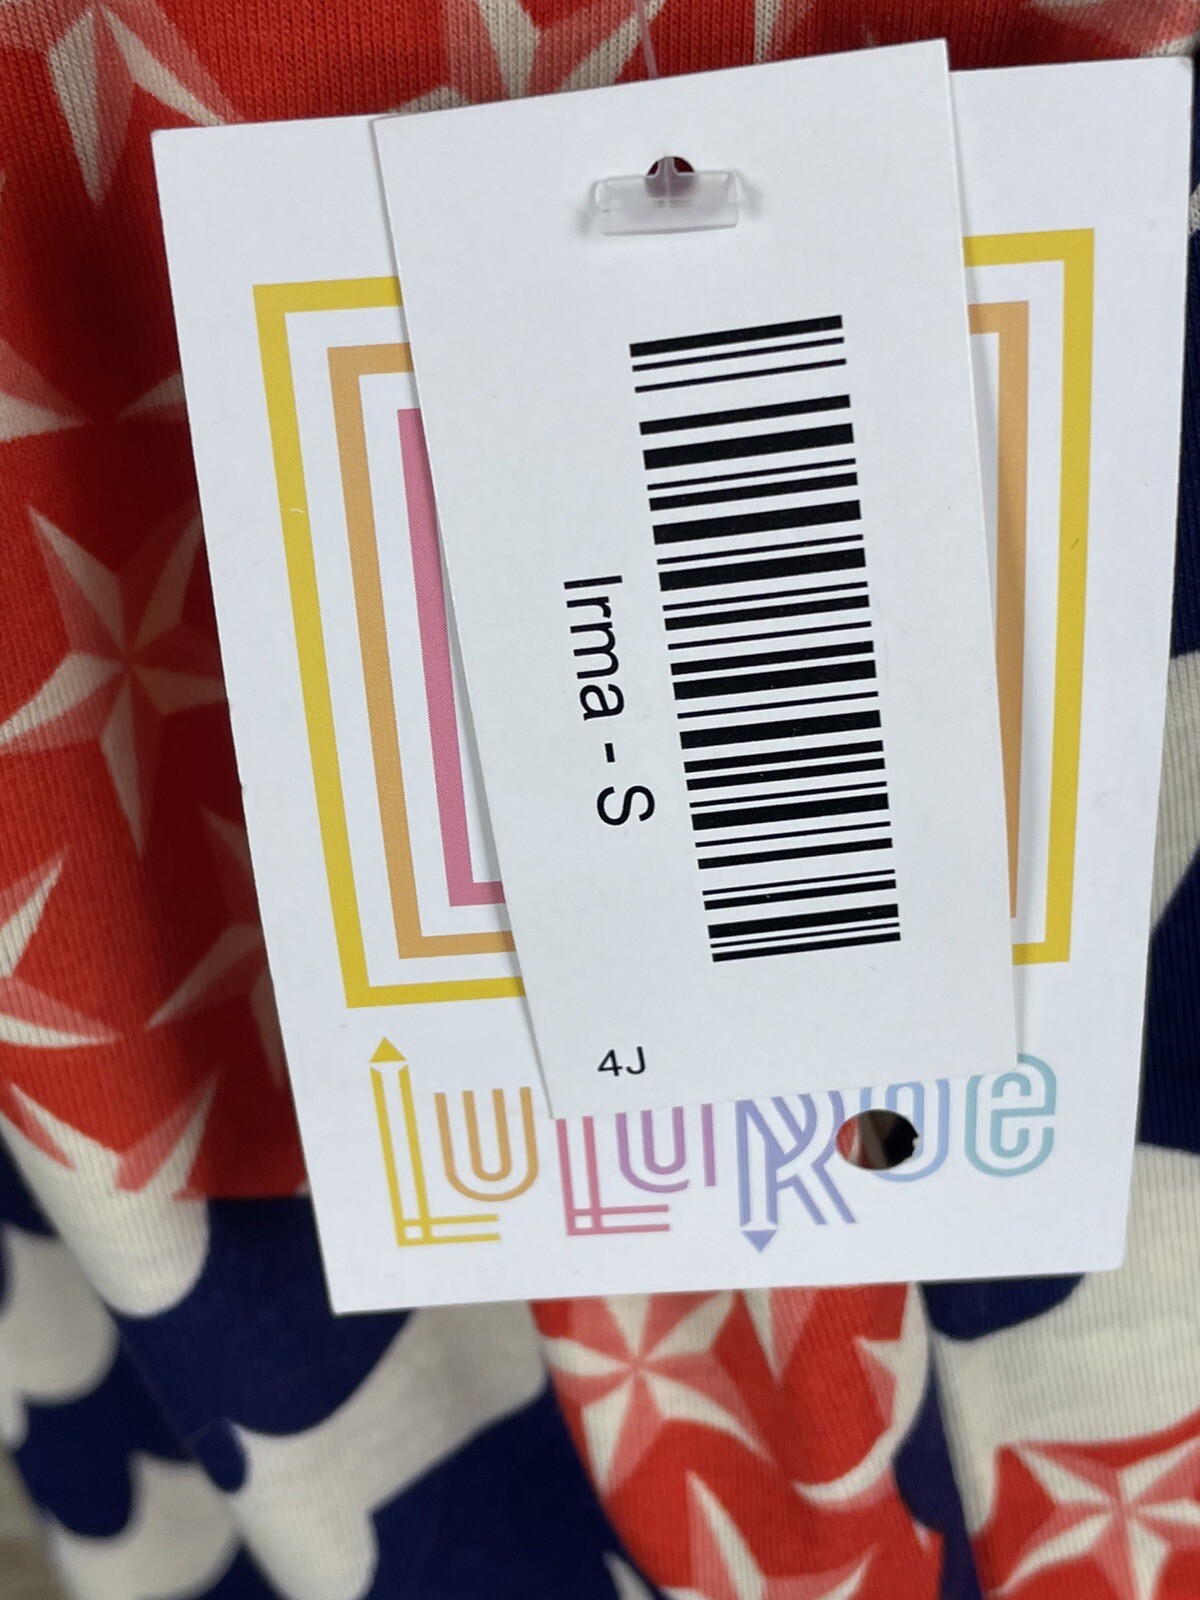 Irma - S
4J
LuLaRoe